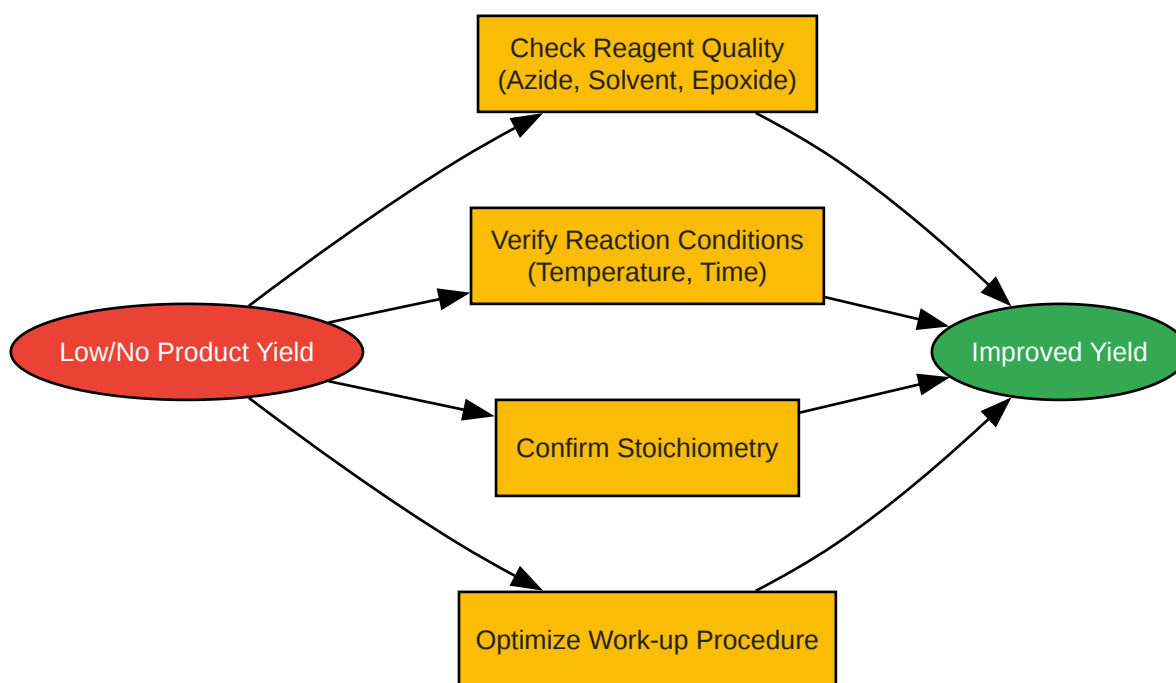 Check Reagent Quality
(Azide, Solvent, Epoxide)
Verify Reaction Conditions
(Temperature, Time)
Low/No Product Yield
Improved Yield
Confirm Stoichiometry
Optimize Work-up Procedure